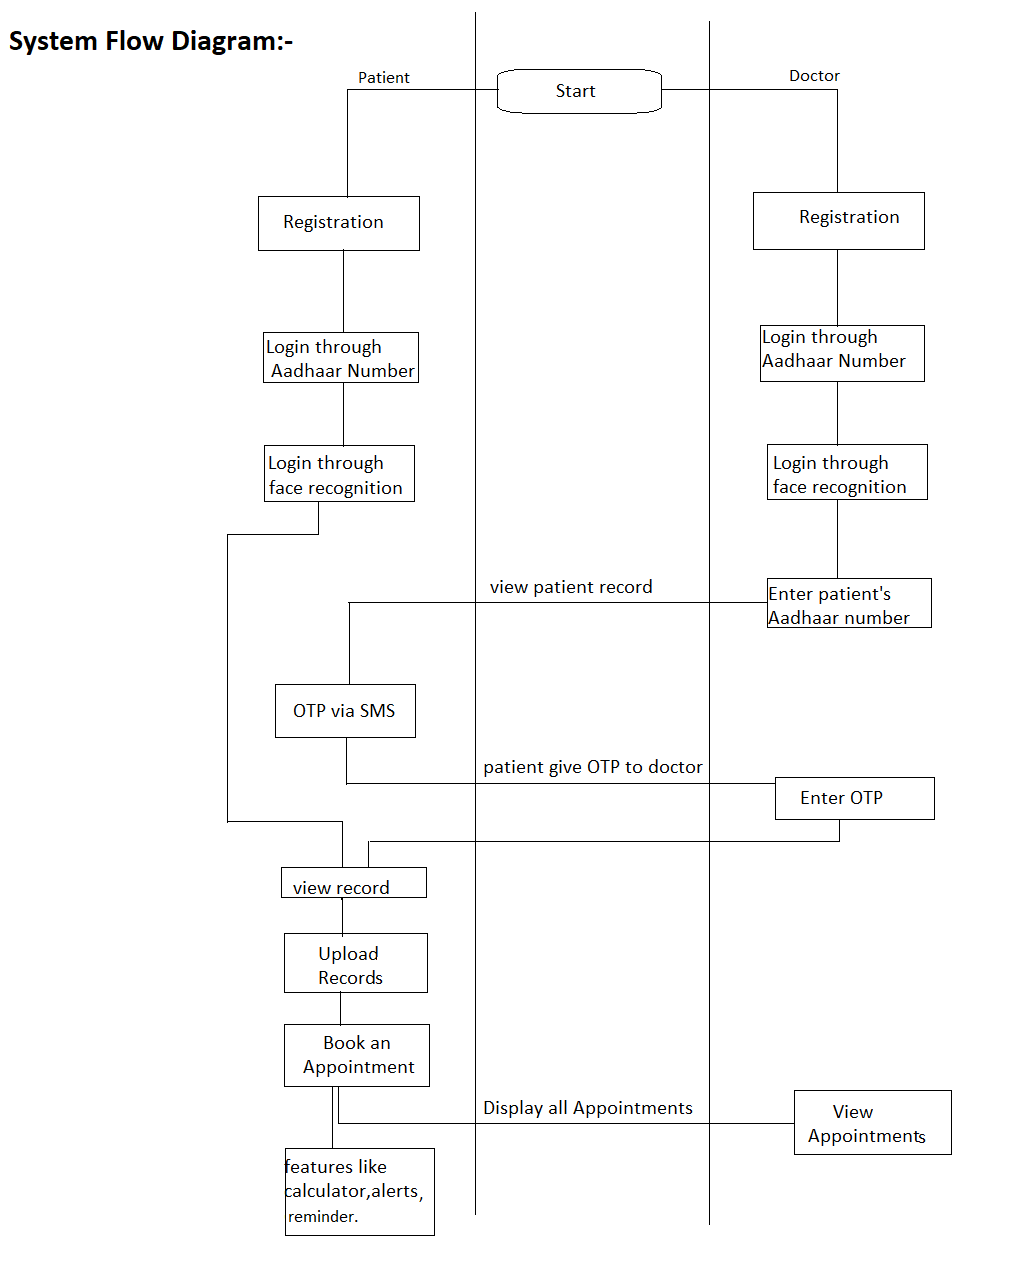 System Flow Diagram:-
Patient
Start
Doctor
Registration
Registration
Login through
Aadhaar Number
Login through
Aadhaar Number
Login through
face recognition
Login through
face recognition
view patient record
Enter patient's
Aadhaar number
OTP via SMS
patient give OTP to doctor
Enter OTP
view record
Upload
Records
Book an
Appointment
Display all Appointments
View
Appointments
features like
calculator,alerts,
reminder.